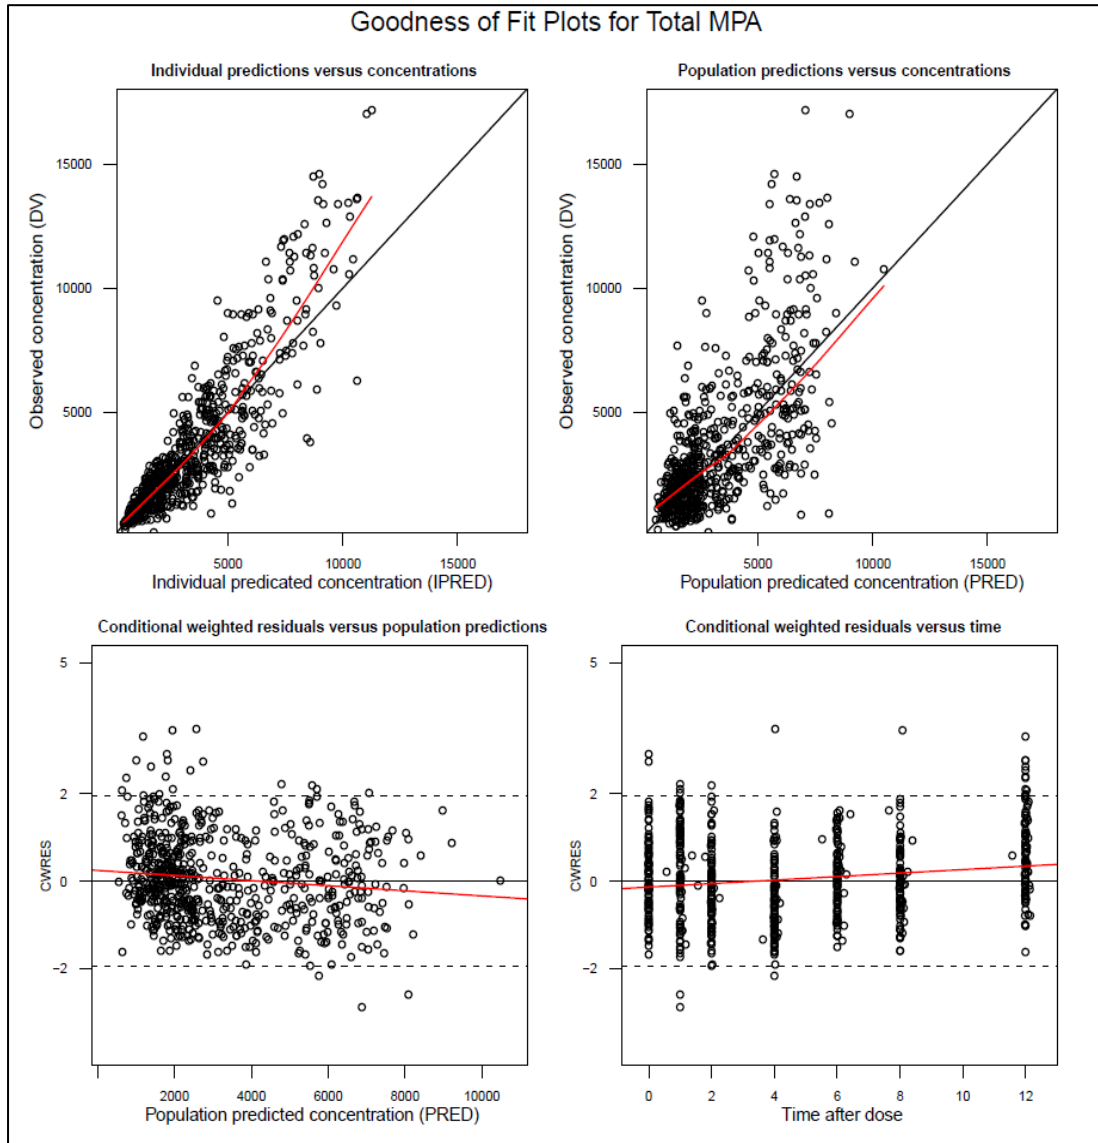 Goodness of Fit Plots for Total MPA
Individual predictions versus concentrations
Observed concentration (DV)
15000
10000
5000
5000 10000 15000
Individual predicated concentration (IPRED)
Population predictions versus concentrations
Observed concentration (DV)
15000
10000
5000
5000 10000 15000
Population predicated concentration (PRED)
Conditional weighted residuals versus population predictions
CWRES
5
2
0
−2
2000 4000 6000 8000 10000
Population predicted concentration (PRED)
Conditional weighted residuals versus time
CWRES
5
2
0
−2
0 2 4 6 8 10 12
Time after dose